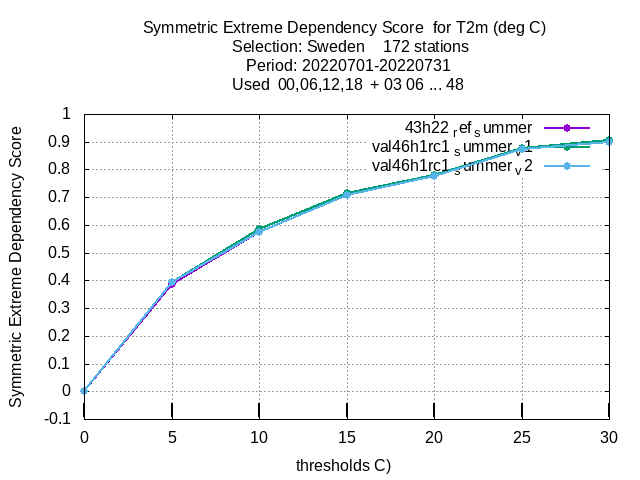 Symmetric Extreme Dependency Score  for T2m (deg C)
Selection: Sweden    172 stations
Period: 20220701-20220731
Used  00,06,12,18  + 03 06 ... 48
Symmetric Extreme Dependency Score
1
0.9
0.8
0.7
0.6
0.5
0.4
0.3
0.2
0.1
0
-0.1
43h22 ref summer
val46h1rc1 summer v1
val46h1rc1 summer v2
0 5 10 15 20 25 30
thresholds C)